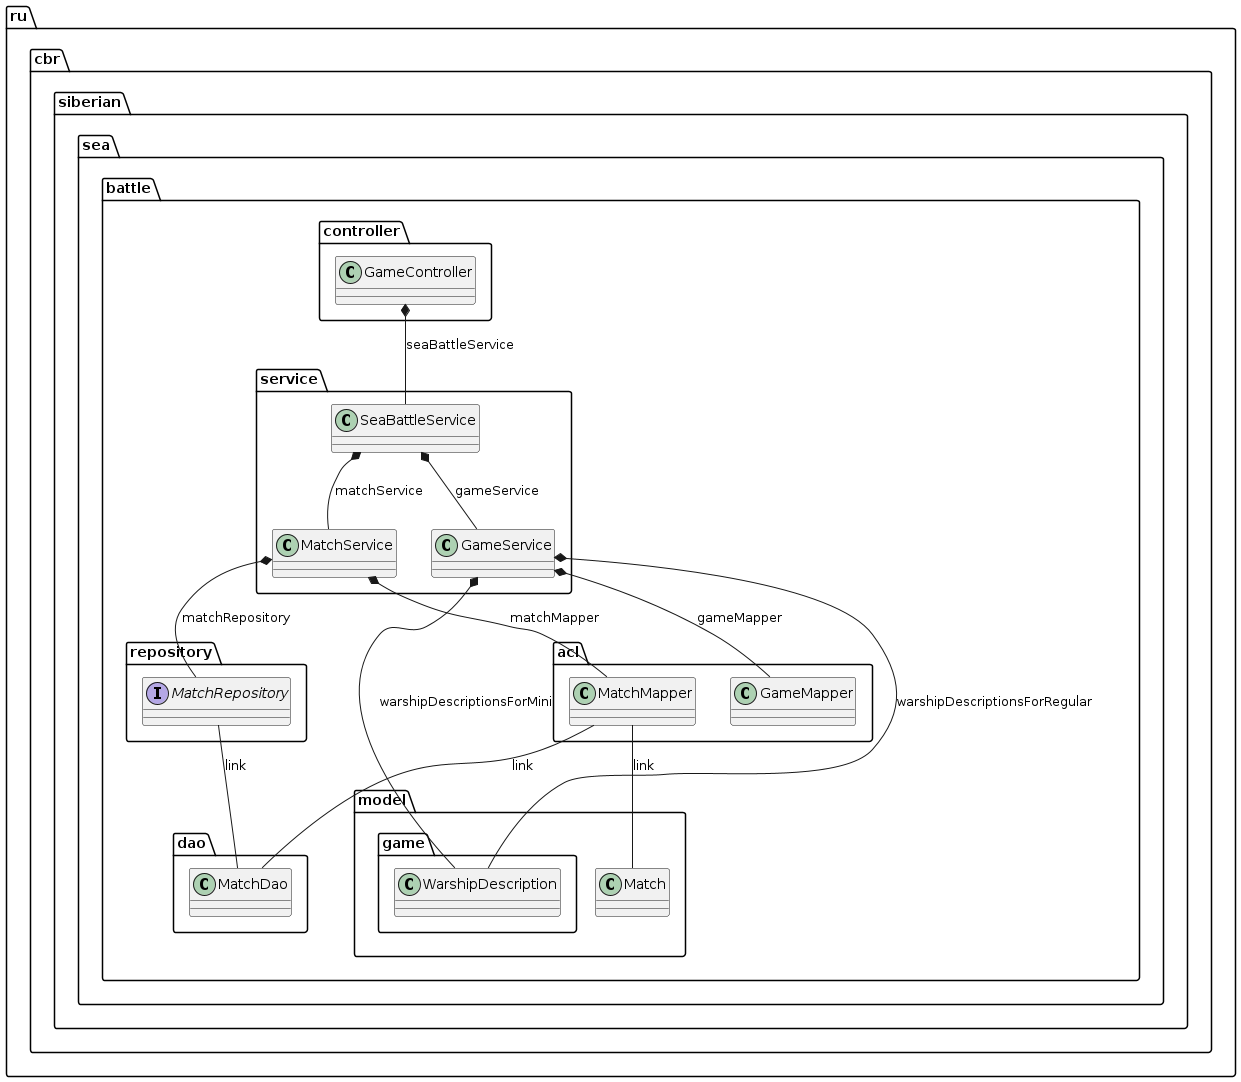 ru
cbr
siberian
sea
battle
controller
C GameController
seaBattleService
service
C SeaBattleService
matchService
gameService
C MatchService
C GameService
matchRepository
matchMapper
gameMapper
repository
acl
I MatchRepository
C MatchMapper
C GameMapper
warshipDescriptionsForMini
warshipDescriptionsForRegular
link
link
link
model
dao
game
C MatchDao
C WarshipDescription
C Match